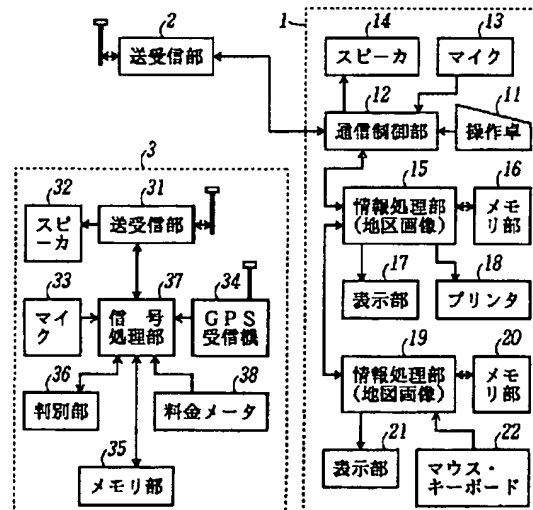 1
14
スピーカ
13
マイク
2
送受信部
12
通信制御部
11
操作卓
15
情報処理部
(地区画像)
16
メモ
リ部
17
表示部
18
プリンタ
19
情報処理部
(地図画像)
20
メモ
リ部
21
表示部
22
マウス・
キーボード
3
32
スピ
ーカ
31
送受信部
33
マイ
ク
37
信号
処理部
34
GPS
受信機
36
判別部
38
料金メータ
35
メモリ部